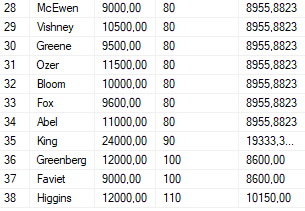 28 McEwen 9000,00 80 8955,8823
29 Vishney 10500,00 80 8955,8823
30 Greene 9500,00 80 8955,8823
31 Ozer 11500,00 80 8955,8823
32 Bloom 10000,00 80 8955,8823
33 Fox 9600,00 80 8955,8823
34 Abel 11000,00 80 8955,8823
35 King 24000,00 90 19333,3...
36 Greenberg 12000,00 100 8600,00
37 Faviet 9000,00 100 8600,00
38 Higgins 12000,00 110 10150,00